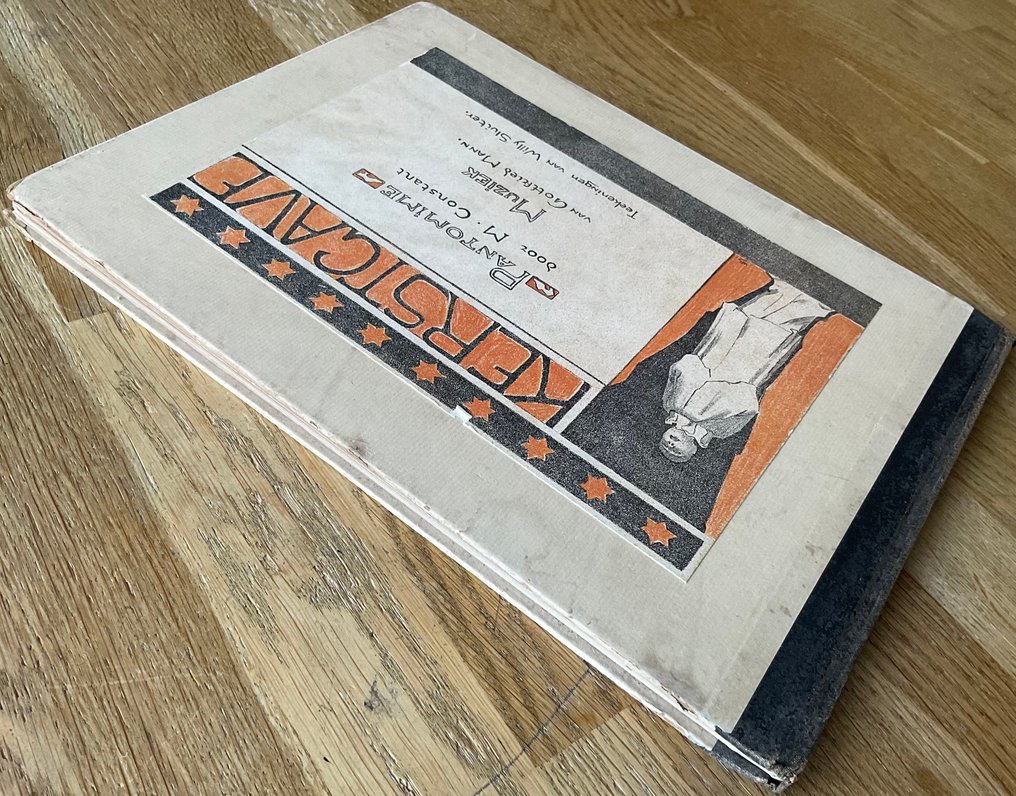 KERSTGAVE
PANTOMIME
door M. Constant
MUZIEK
van GOTTFRIED MANN.
Teekeningen van Willy Sluiter.